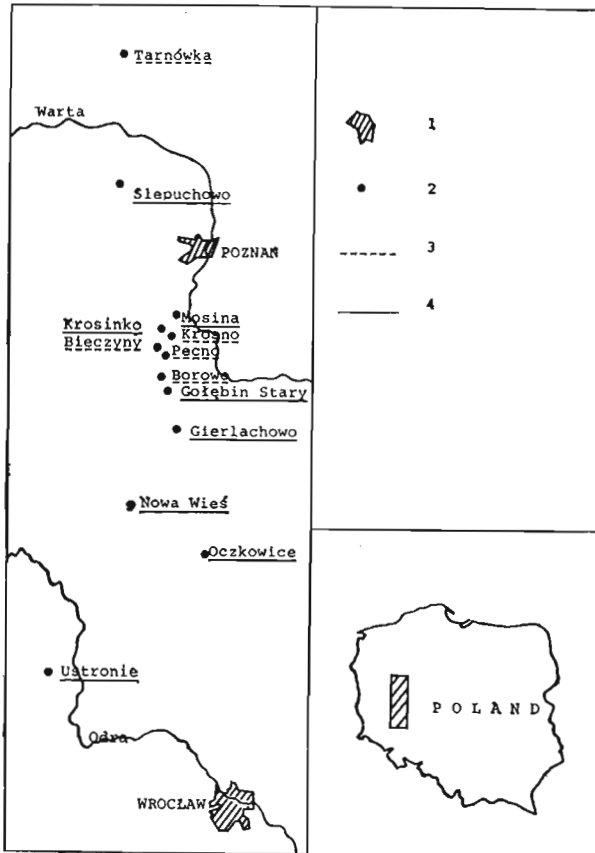 Tarnówka
Warta
Ślepuchowo
POZNAŃ
Mosina
Krosinko
Krosno
Bieczyny
Pecno
Borowo
Gołębin Stary
Gierlachowo
Nowa Wieś
Oczkowice
Ustronie
Odra
WROCŁAW
1
2
3
4
POLAND